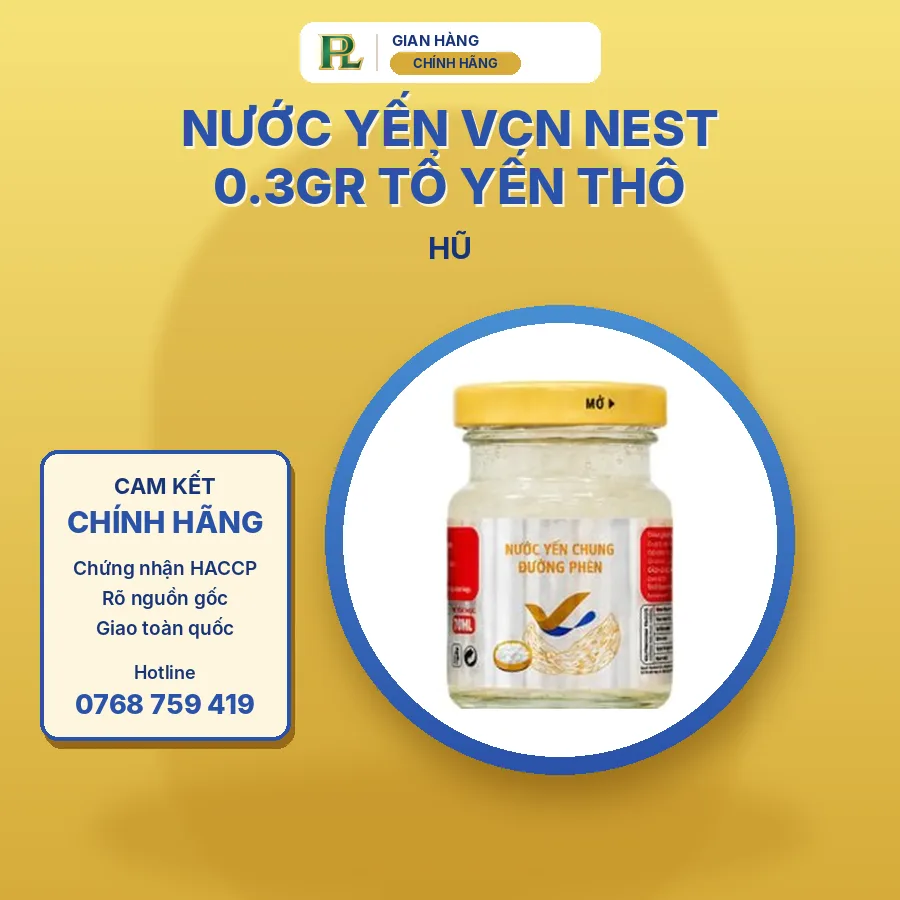 PL
GIAN HÀNG
CHÍNH HÃNG
NƯỚC YẾN VCN NEST
0.3GR TỔ YẾN THÔ
HŨ
MỞ
NƯỚC YẾN CHƯNG
ĐƯỜNG PHÈN
70ML
CAM KẾT
CHÍNH HÃNG
Chứng nhận HACCP
Rõ nguồn gốc
Giao toàn quốc
Hotline
0768 759 419